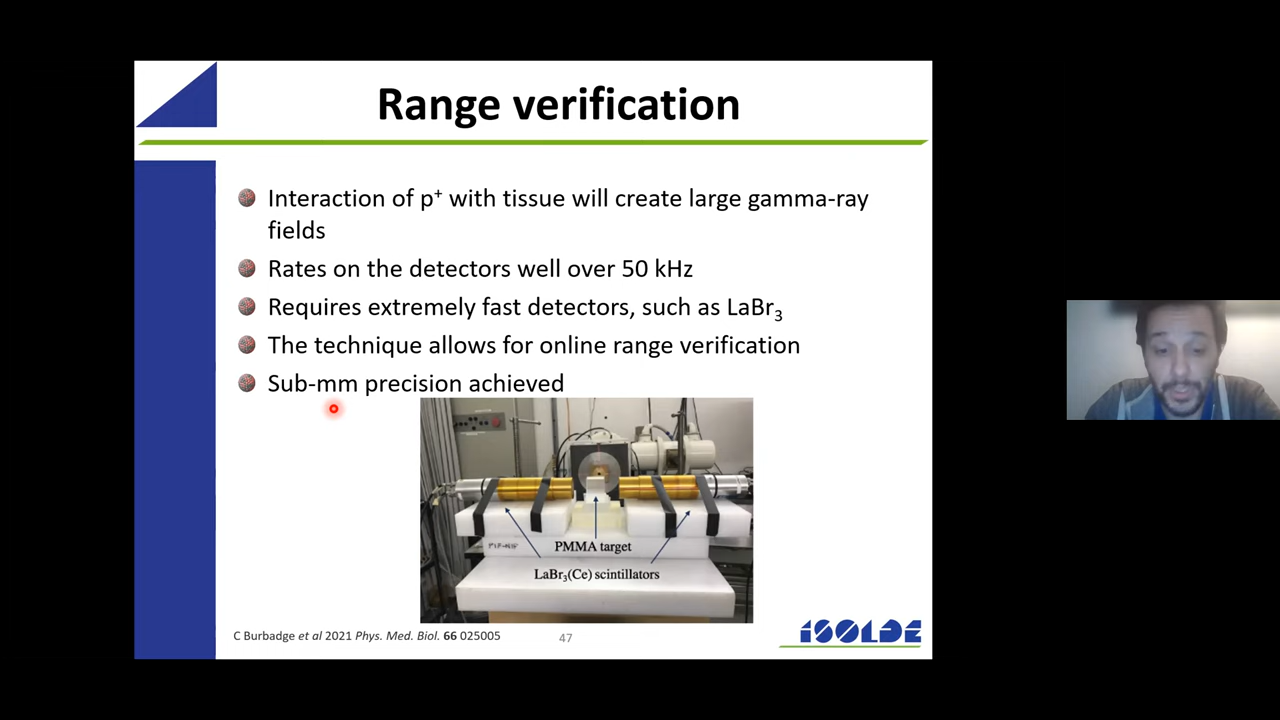 Range verification
Interaction of p⁺ with tissue will create large gamma-ray
fields
Rates on the detectors well over 50 kHz
Requires extremely fast detectors, such as LaBr₃
The technique allows for online range verification
Sub-mm precision achieved
PMMA target
LaBr₃(Ce) scintillators
C Burbadge et al 2021 Phys. Med. Biol. 66 025005
47
ISOLDE